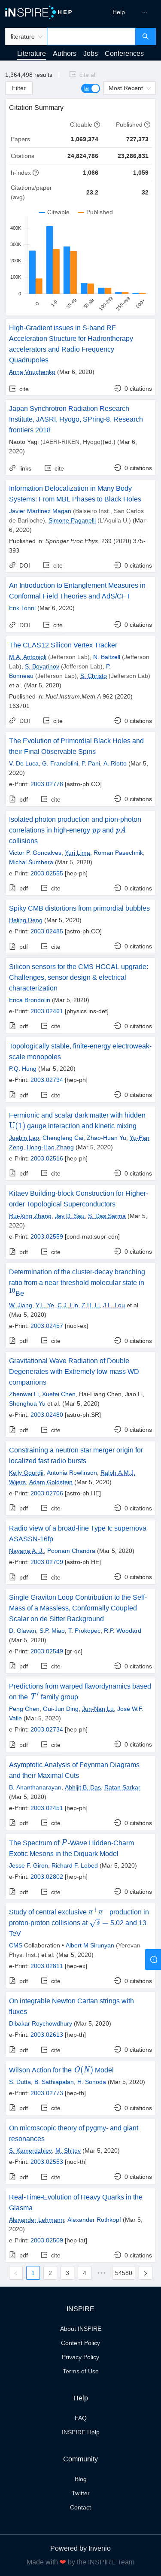 iNSPIRE HEP
Help
literature
Literature Authors Jobs Conferences
1,364,498 results | cite all
Filter
Most Recent
Citation Summary
Citeable Published
Papers 1,069,374 727,373
Citations 24,824,786 23,286,831
h-index 1,066 1,059
Citations/paper (avg) 23.2 32
Citeable Published
400K
300K
200K
100K
0
0 1-9 10-49 50-99 100-249 250-499 500+
High-Gradient issues in S-band RF
Acceleration Structure for Hadrontherapy
accelerators and Radio Frequency
Quadrupoles
Anna Vnuchenko (Mar 6, 2020)
cite 0 citations
Japan Synchrotron Radiation Research
Institute, JASRI, Hyogo, SPring-8, Research
frontiers 2018
Naoto Yagi (JAERI-RIKEN, Hyogo)(ed.) (Mar 6,
2020)
links cite 0 citations
Information Delocalization in Many Body
Systems: From MBL Phases to Black Holes
Javier Martinez Magan (Balseiro Inst., San Carlos
de Bariloche), Simone Paganelli (L'Aquila U.) (Mar
6, 2020)
Published in: Springer Proc.Phys. 239 (2020) 375-
393
DOI cite 0 citations
An Introduction to Entanglement Measures in
Conformal Field Theories and AdS/CFT
Erik Tonni (Mar 6, 2020)
DOI cite 0 citations
The CLAS12 Silicon Vertex Tracker
M.A. Antonioli (Jefferson Lab), N. Baltzell (Jefferson
Lab), S. Boyarinov (Jefferson Lab), P.
Bonneau (Jefferson Lab), S. Christo (Jefferson Lab)
et al. (Mar 5, 2020)
Published in: Nucl.Instrum.Meth.A 962 (2020)
163701
DOI cite 0 citations
The Evolution of Primordial Black Holes and
their Final Observable Spins
V. De Luca, G. Franciolini, P. Pani, A. Riotto (Mar 5,
2020)
e-Print: 2003.02778 [astro-ph.CO]
pdf cite 0 citations
Isolated photon production and pion-photon
correlations in high-energy pp and pA
collisions
Victor P. Goncalves, Yuri Lima, Roman Pasechnik,
Michal Šumbera (Mar 5, 2020)
e-Print: 2003.02555 [hep-ph]
pdf cite 0 citations
Spiky CMB distortions from primordial bubbles
Heling Deng (Mar 5, 2020)
e-Print: 2003.02485 [astro-ph.CO]
pdf cite 0 citations
Silicon sensors for the CMS HGCAL upgrade:
Challenges, sensor design & electrical
characterization
Erica Brondolin (Mar 5, 2020)
e-Print: 2003.02461 [physics.ins-det]
pdf cite 0 citations
Topologically stable, finite-energy electroweak-
scale monopoles
P.Q. Hung (Mar 5, 2020)
e-Print: 2003.02794 [hep-ph]
pdf cite 0 citations
Fermionic and scalar dark matter with hidden
U(1) gauge interaction and kinetic mixing
Juebin Lao, Chengfeng Cai, Zhao-Huan Yu, Yu-Pan
Zeng, Hong-Hao Zhang (Mar 5, 2020)
e-Print: 2003.02516 [hep-ph]
pdf cite 0 citations
Kitaev Building-block Construction for Higher-
order Topological Superconductors
Rui-Xing Zhang, Jay D. Sau, S. Das Sarma (Mar 5,
2020)
e-Print: 2003.02559 [cond-mat.supr-con]
pdf cite 0 citations
Determination of the cluster-decay branching
ratio from a near-threshold molecular state in
10Be
W. Jiang, Y.L. Ye, C.J. Lin, Z.H. Li, J.L. Lou et al.
(Mar 5, 2020)
e-Print: 2003.02457 [nucl-ex]
pdf cite 0 citations
Gravitational Wave Radiation of Double
Degenerates with Extremely low-mass WD
companions
Zhenwei Li, Xuefei Chen, Hai-Liang Chen, Jiao Li,
Shenghua Yu et al. (Mar 5, 2020)
e-Print: 2003.02480 [astro-ph.SR]
pdf cite 0 citations
Constraining a neutron star merger origin for
localized fast radio bursts
Kelly Gourdji, Antonia Rowlinson, Ralph A.M.J.
Wijers, Adam Goldstein (Mar 5, 2020)
e-Print: 2003.02706 [astro-ph.HE]
pdf cite 0 citations
Radio view of a broad-line Type Ic supernova
ASASSN-16fp
Nayana A. J., Poonam Chandra (Mar 5, 2020)
e-Print: 2003.02709 [astro-ph.HE]
pdf cite 0 citations
Single Graviton Loop Contribution to the Self-
Mass of a Massless, Conformally Coupled
Scalar on de Sitter Background
D. Glavan, S.P. Miao, T. Prokopec, R.P. Woodard
(Mar 5, 2020)
e-Print: 2003.02549 [gr-qc]
pdf cite 0 citations
Predictions from warped flavordynamics based
on the T′ family group
Peng Chen, Gui-Jun Ding, Jun-Nan Lu, José W.F.
Valle (Mar 5, 2020)
e-Print: 2003.02734 [hep-ph]
pdf cite 0 citations
Asymptotic Analysis of Feynman Diagrams
and their Maximal Cuts
B. Ananthanarayan, Abhijit B. Das, Ratan Sarkar
(Mar 5, 2020)
e-Print: 2003.02451 [hep-ph]
pdf cite 0 citations
The Spectrum of P-Wave Hidden-Charm
Exotic Mesons in the Diquark Model
Jesse F. Giron, Richard F. Lebed (Mar 5, 2020)
e-Print: 2003.02802 [hep-ph]
pdf cite 0 citations
Study of central exclusive π+π− production in
proton-proton collisions at √s = 5.02 and 13
TeV
CMS Collaboration • Albert M Sirunyan (Yerevan
Phys. Inst.) et al. (Mar 5, 2020)
e-Print: 2003.02811 [hep-ex]
pdf cite 0 citations
On integrable Newton Cartan strings with
fluxes
Dibakar Roychowdhury (Mar 5, 2020)
e-Print: 2003.02613 [hep-th]
pdf cite 0 citations
Wilson Action for the O(N) Model
S. Dutta, B. Sathiapalan, H. Sonoda (Mar 5, 2020)
e-Print: 2003.02773 [hep-th]
pdf cite 0 citations
On microscopic theory of pygmy- and giant
resonances
S. Kamerdzhiev, M. Shitov (Mar 5, 2020)
e-Print: 2003.02553 [nucl-th]
pdf cite 0 citations
Real-Time-Evolution of Heavy Quarks in the
Glasma
Alexander Lehmann, Alexander Rothkopf (Mar 5,
2020)
e-Print: 2003.02509 [hep-lat]
pdf cite 0 citations
1 2 3 4 ••• 54580
INSPIRE
About INSPIRE
Content Policy
Privacy Policy
Terms of Use
Help
FAQ
INSPIRE Help
Community
Blog
Twitter
Contact
Powered by Invenio
Made with ❤ by the INSPIRE Team